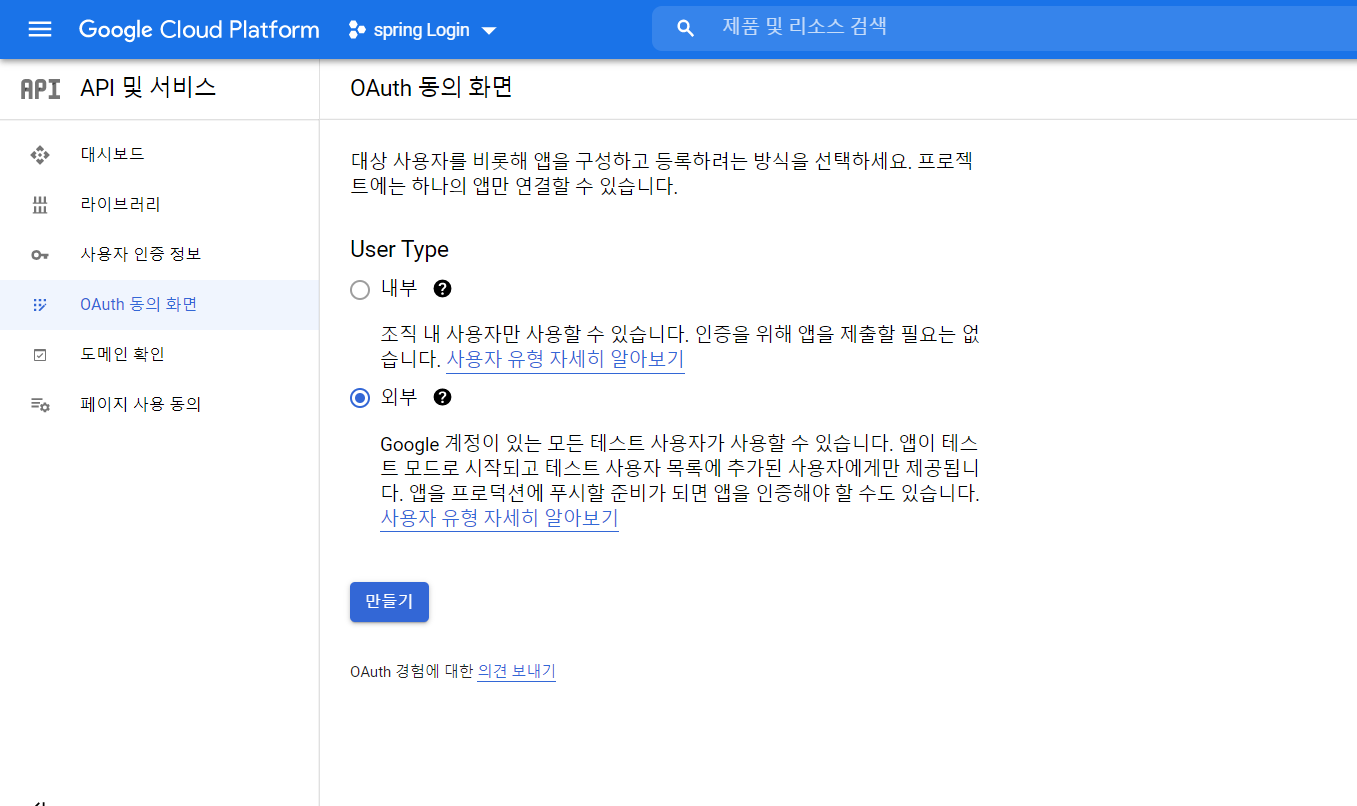 Google Cloud Platform
spring Login
제품 및 리소스 검색
API
API 및 서비스
대시보드
라이브러리
사용자 인증 정보
OAuth 동의 화면
도메인 확인
페이지 사용 동의
OAuth 동의 화면
대상 사용자를 비롯해 앱을 구성하고 등록하려는 방식을 선택하세요. 프로젝
트에는 하나의 앱만 연결할 수 있습니다.
User Type
내부
조직 내 사용자만 사용할 수 있습니다. 인증을 위해 앱을 제출할 필요는 없
습니다. 사용자 유형 자세히 알아보기
외부
Google 계정이 있는 모든 테스트 사용자가 사용할 수 있습니다. 앱이 테스
트 모드로 시작되고 테스트 사용자 목록에 추가된 사용자에게만 제공됩니
다. 앱을 프로덕션에 푸시할 준비가 되면 앱을 인증해야 할 수도 있습니다.
사용자 유형 자세히 알아보기
만들기
OAuth 경험에 대한 의견 보내기